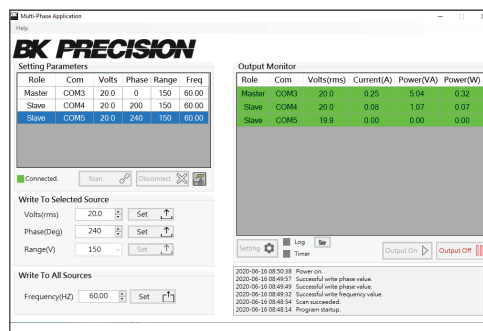 Multi-Phase Application
Help
BK PRECISION
Setting Parameters
Role Com Volts Phase Range Freq
Master COM3 20.0 0 150 60.00
Slave COM4 20.0 200 150 60.00
Slave COM5 20.0 240 150 60.00
Connected. Scan Disconnect
Write To Selected Source
Volts(rms) 20.0 Set
Phase(Deg) 240 Set
Range(V) 150 Set
Write To All Sources
Frequency(HZ) 60.00 Set
Output Monitor
Role Com Volts(rms) Current(A) Power(VA) Power(W)
Master COM3 20.0 0.25 5.04 0.32
Slave COM4 20.0 0.08 1.07 0.07
Slave COM5 19.9 0.00 0.00 0.00
Setting Log Timer Output On Output Off
2020-06-16 08:50:38 Power on.
2020-06-16 08:49:57 Successful write phase value.
2020-06-16 08:49:49 Successful write phase value.
2020-06-16 08:49:32 Successful write frequency value.
2020-06-16 08:48:54 Scan succeeded.
2020-06-16 08:48:14 Program startup.